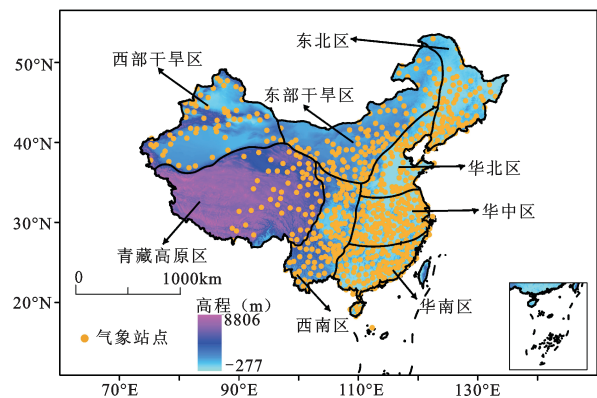 东北区
50°N
西部干旱区
东部干旱区
40°N
华北区
30°N
华中区
青藏高原区
0 1000km
20°N
高程（m）
8806
-277
西南区
华南区
气象站点
70°E 90°E 110°E 130°E